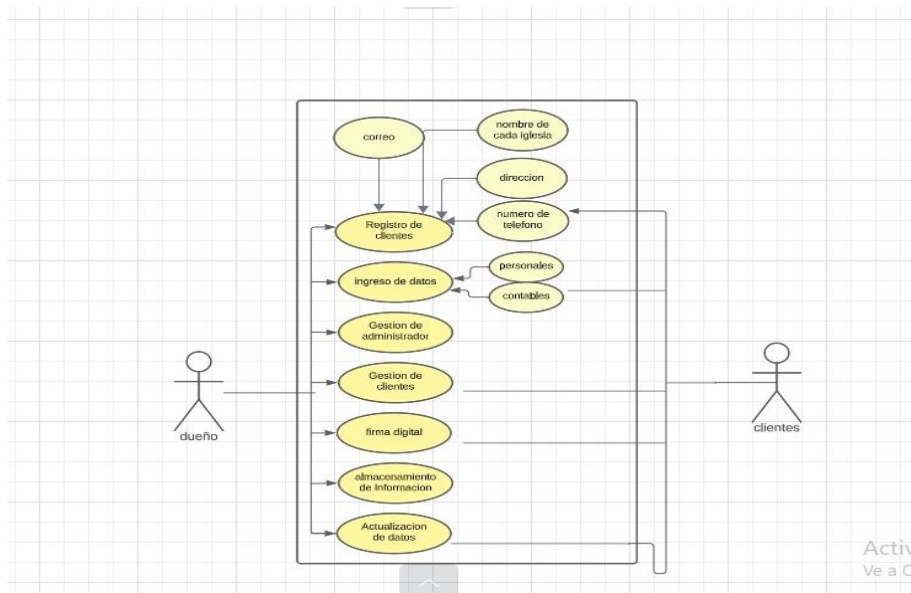 correo
nombre de
cada iglesia
direccion
numero de
telefono
Registro de
clientes
personales
ingreso de datos
contables
Gestion de
administrador
Gestion de
clientes
dueño
clientes
firma digital
almacenamiento
de Informacion
Actualizacion
de datos
Activ
Ve a C